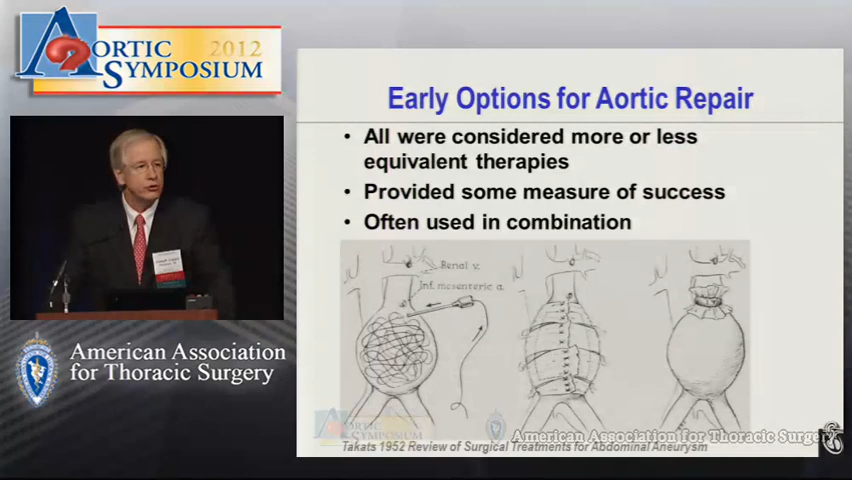 AORTIC 2012
SYMPOSIUM
Early Options for Aortic Repair
• All were considered more or less
equivalent therapies
• Provided some measure of success
• Often used in combination
Renal v.
Inf. mesenteric a.
American Association
for Thoracic Surgery
AORTIC
SYMPOSIUM
American Association for Thoracic Surgery
Takats 1952 Review of Surgical Treatments for Abdominal Aneurysm